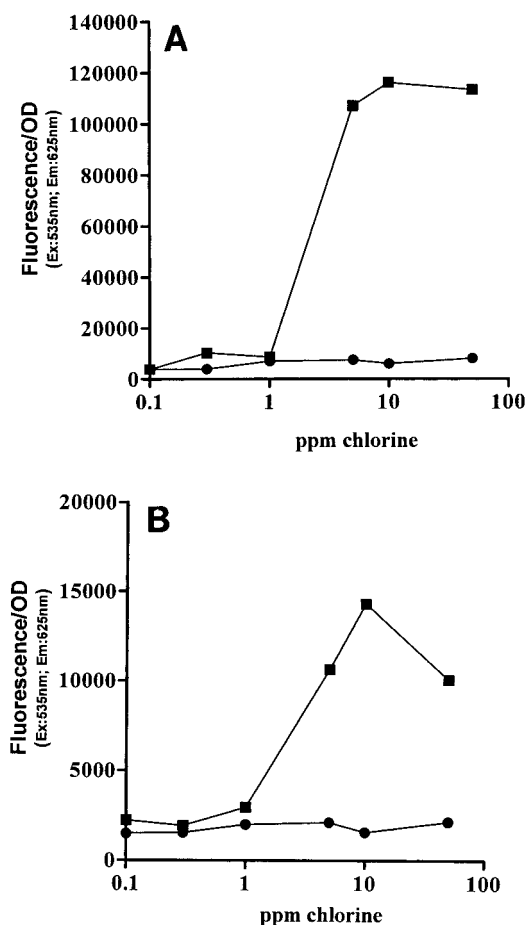 A
140000
120000
100000
80000
60000
40000
20000
0
Fluorescence/OD
(Ex:535nm; Em:625nm)
0.1 1 10 100
ppm chlorine
B
20000
15000
10000
5000
0
Fluorescence/OD
(Ex:535nm; Em:625nm)
0.1 1 10 100
ppm chlorine